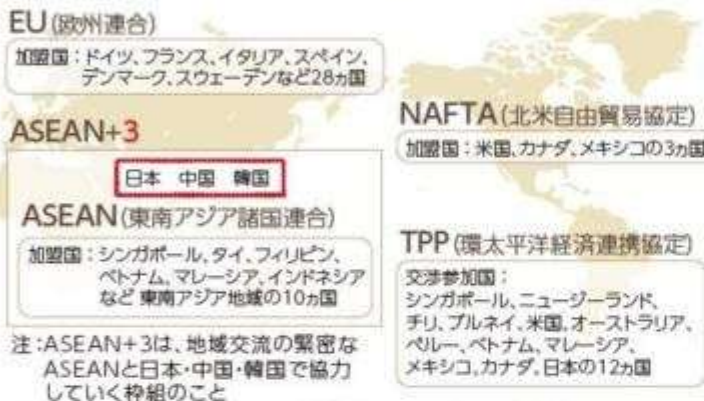 EU(欧州連合)
加盟国:ドイツ、フランス、イタリア、スペイン、
デンマーク、スウェーデンなど28ヵ国
ASEAN+3
日本 中国 韓国
ASEAN(東南アジア諸国連合)
加盟国:シンガポール、タイ、フィリピン、
ベトナム、マレーシア、インドネシア
など 東南アジア地域の10ヵ国
注:ASEAN+3は、地域交流の緊密な
ASEANと日本・中国・韓国で協力
していく枠組のこと
NAFTA(北米自由貿易協定)
加盟国:米国、カナダ、メキシコの3ヵ国
TPP(環太平洋経済連携協定)
交渉参加国:
シンガポール、ニュージーランド、
チリ、ブルネイ、米国、オーストラリア、
ペルー、ベトナム、マレーシア、
メキシコ、カナダ、日本の12ヵ国